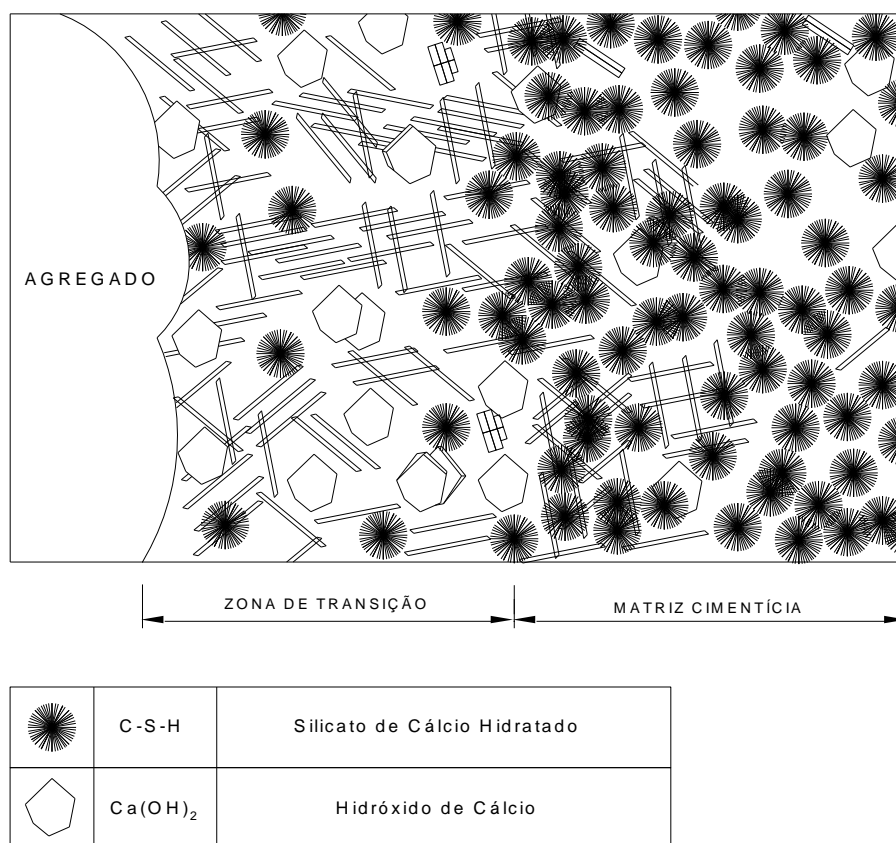 AGREGADO
ZONA DE TRANSIÇÃO
MATRIZ CIMENTÍCIA
C-S-H
Silicato de Cálcio Hidratado
Ca(OH)₂
Hidróxido de Cálcio